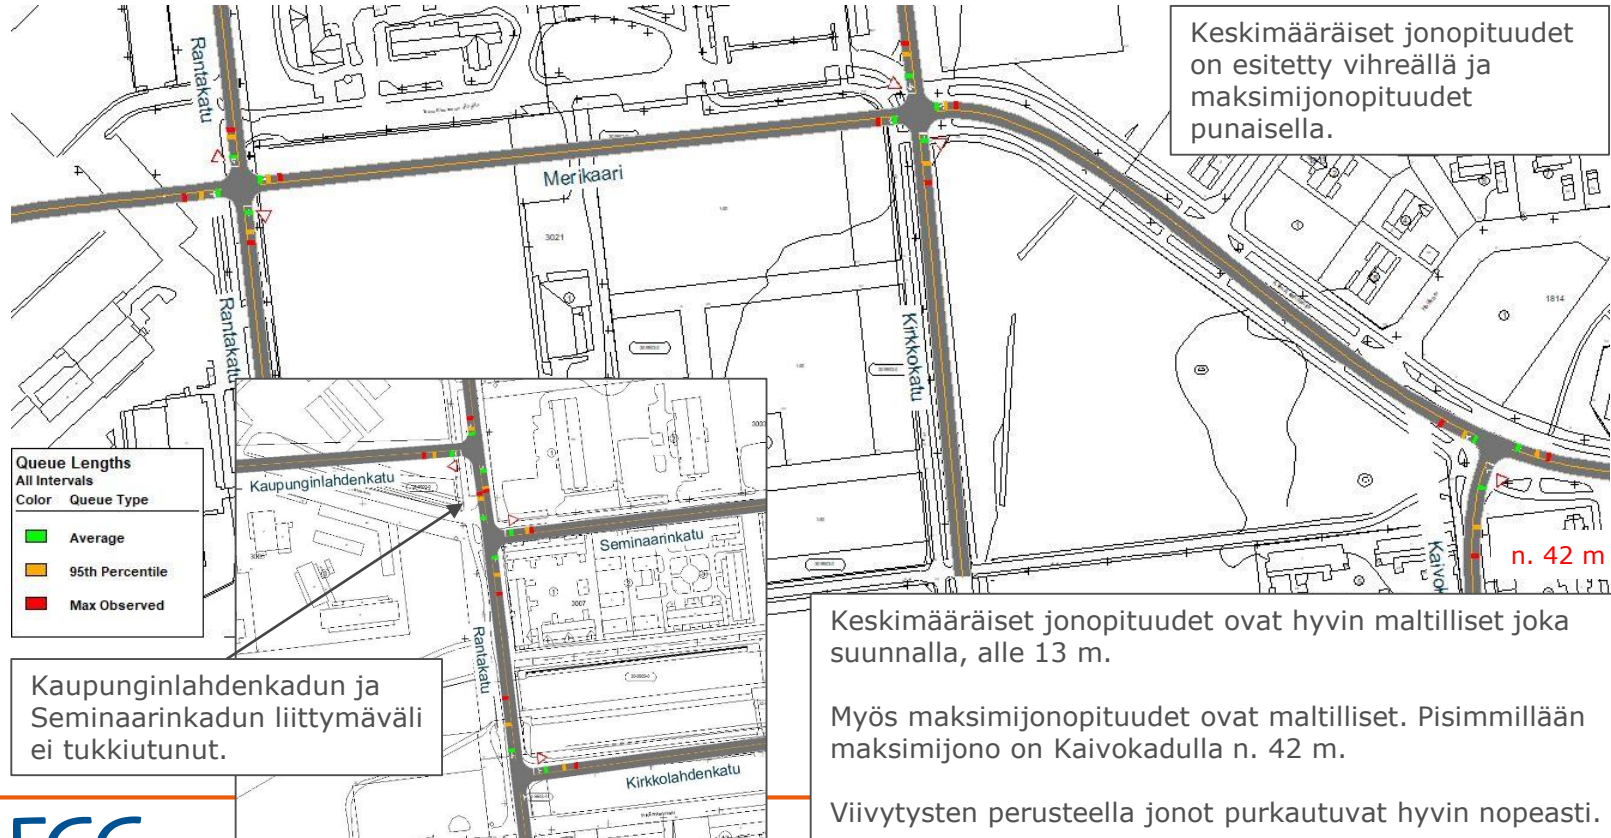 Keskimääräiset jonopituudet
on esitetty vihreällä ja
maksimijonopituudet
punaisella.
Rantakatu
Merikaari
3021
Rantakatu
Kirkkokatu
1814
Queue Lengths
All Intervals
Color Queue Type
Average
95th Percentile
Max Observed
Kaupunginlahdenkatu
Seminaarinkatu
3007
Rantakatu
Kirkkolahdenkatu
n. 42 m
Kaupunginlahdenkadun ja
Seminaarinkadun liittymäväli
ei tukkiutunut.
Keskimääräiset jonopituudet ovat hyvin maltilliset joka
suunnalla, alle 13 m.
Myös maksimijonopituudet ovat maltilliset. Pisimmillään
maksimijono on Kaivokadulla n. 42 m.
Viivytysten perusteella jonot purkautuvat hyvin nopeasti.